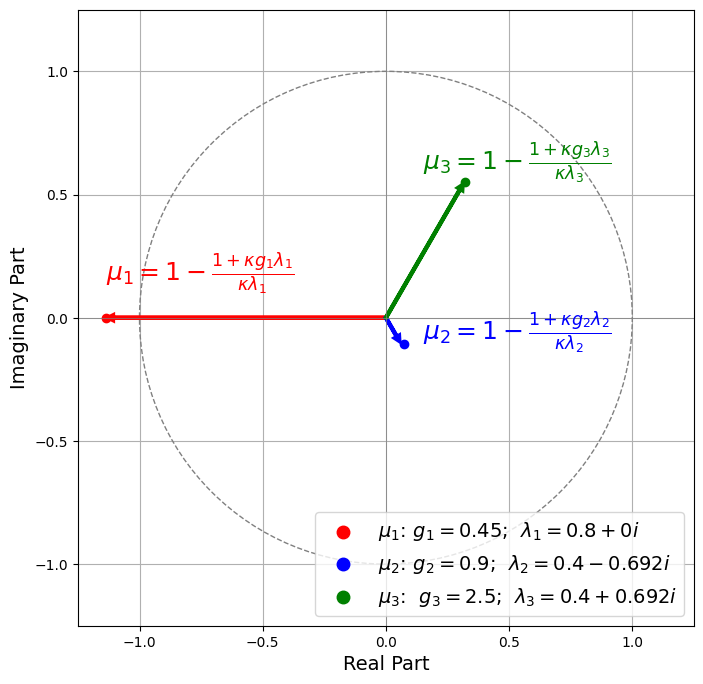 1.0
0.5
0.0
−0.5
−1.0
Imaginary Part
μ₃ = 1 − (1 + κg₃λ₃)/(κλ₃)
μ₁ = 1 − (1 + κg₁λ₁)/(κλ₁)
μ₂ = 1 − (1 + κg₂λ₂)/(κλ₂)
μ₁: g₁ = 0.45; λ₁ = 0.8 + 0i
μ₂: g₂ = 0.9; λ₂ = 0.4 − 0.692i
μ₃: g₃ = 2.5; λ₃ = 0.4 + 0.692i
−1.0 −0.5 0.0 0.5 1.0
Real Part